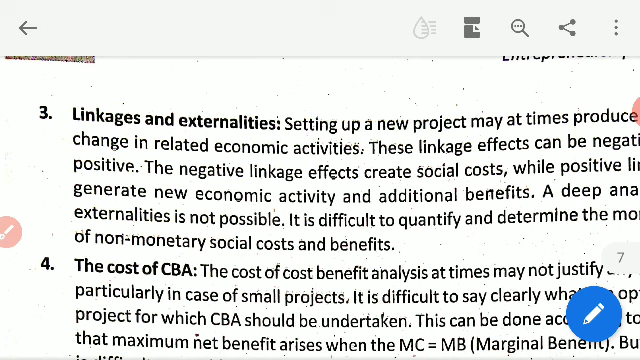 3. Linkages and externalities: Setting up a new project may at times produce
change in related economic activities. These linkage effects can be negati
positive. The negative linkage effects create social costs, while positive lin
generate new economic activity and additional benefits. A deep ana
externalities is not possible. It is difficult to quantify and determine the mo
of non-monetary social costs and benefits.
7
4. The cost of CBA: The cost of cost benefit analysis at times may not justify
particularly in case of small projects. It is difficult to say clearly op
project for which CBA should be undertaken. This can be done to
that maximum net benefit arises when the MC = MB (Marginal Benefit). Bu